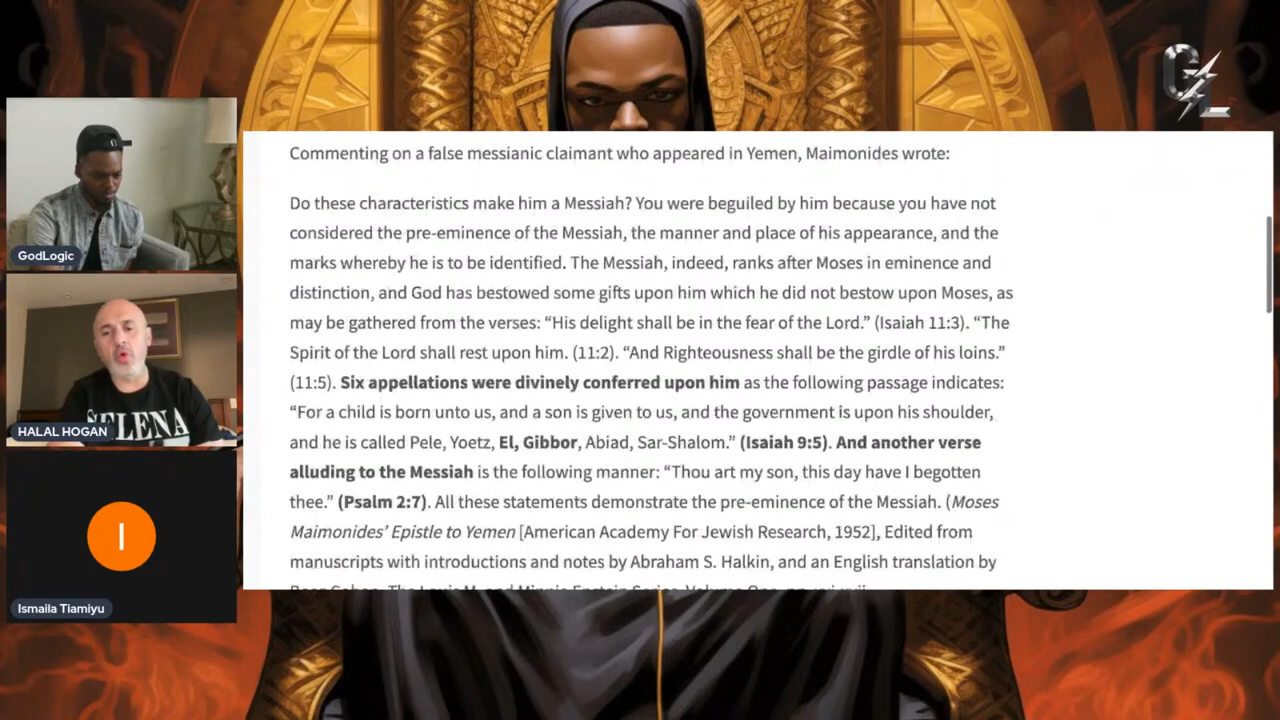 GL
GodLogic
SELENA
HALAL HOGAN
I
Ismaila Tiamiyu
Commenting on a false messianic claimant who appeared in Yemen, Maimonides wrote:
Do these characteristics make him a Messiah? You were beguiled by him because you have not
considered the pre-eminence of the Messiah, the manner and place of his appearance, and the
marks whereby he is to be identified. The Messiah, indeed, ranks after Moses in eminence and
distinction, and God has bestowed some gifts upon him which he did not bestow upon Moses, as
may be gathered from the verses: “His delight shall be in the fear of the Lord.” (Isaiah 11:3). “The
Spirit of the Lord shall rest upon him. (11:2). “And Righteousness shall be the girdle of his loins.”
(11:5). Six appellations were divinely conferred upon him as the following passage indicates:
“For a child is born unto us, and a son is given to us, and the government is upon his shoulder,
and he is called Pele, Yoetz, El, Gibbor, Abiad, Sar-Shalom.” (Isaiah 9:5). And another verse
alluding to the Messiah is the following manner: “Thou art my son, this day have I begotten
thee.” (Psalm 2:7). All these statements demonstrate the pre-eminence of the Messiah. (Moses
Maimonides’ Epistle to Yemen [American Academy For Jewish Research, 1952], Edited from
manuscripts with introductions and notes by Abraham S. Halkin, and an English translation by